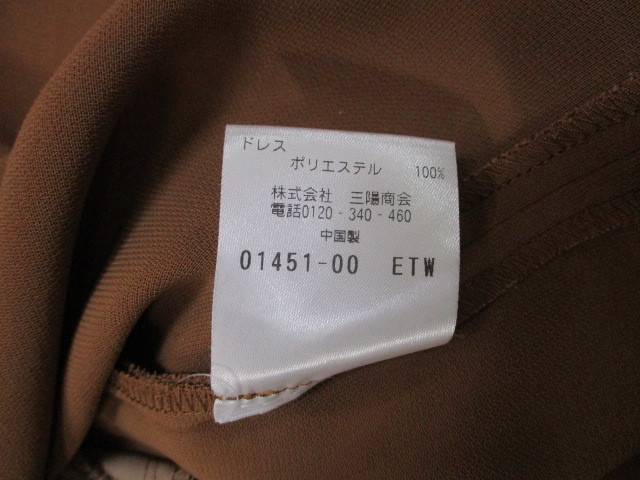 ドレス
ポリエステル 100%
株式会社 三陽商会
電話0120-340-460
中国製
01451-00 ETW